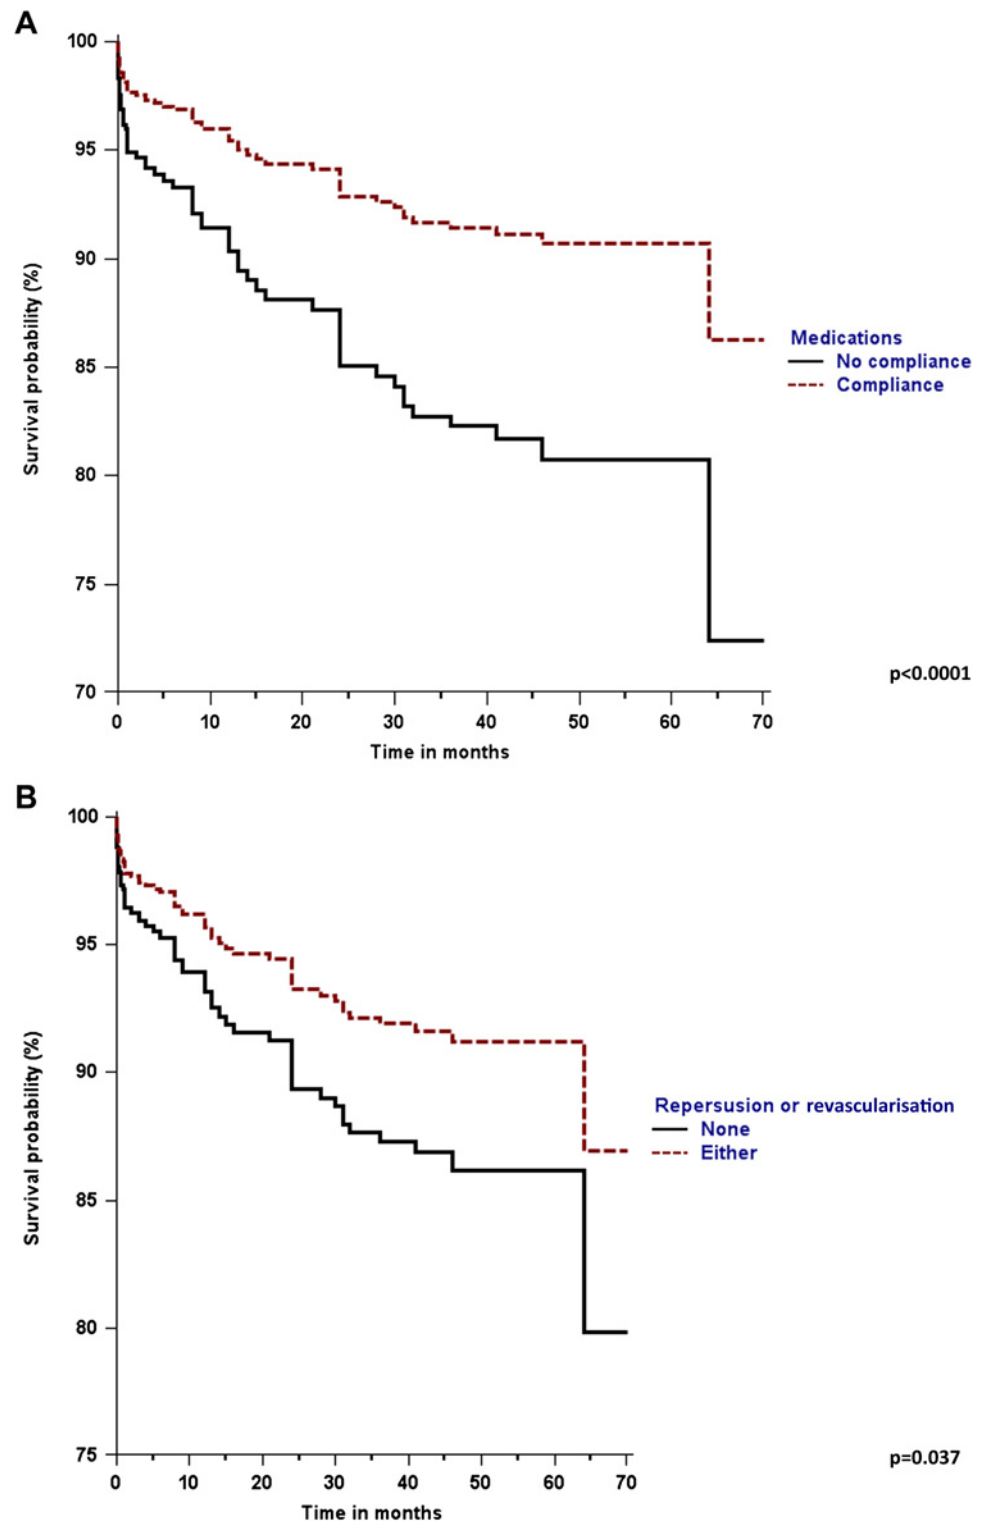 A
100
95
90
85
80
75
70
Survival probability (%)
0 10 20 30 40 50 60 70
Time in months
Medications
No compliance
Compliance
p<0.0001
B
100
95
90
85
80
75
Survival probability (%)
0 10 20 30 40 50 60 70
Time in months
Repersusion or revascularisation
None
Either
p=0.037